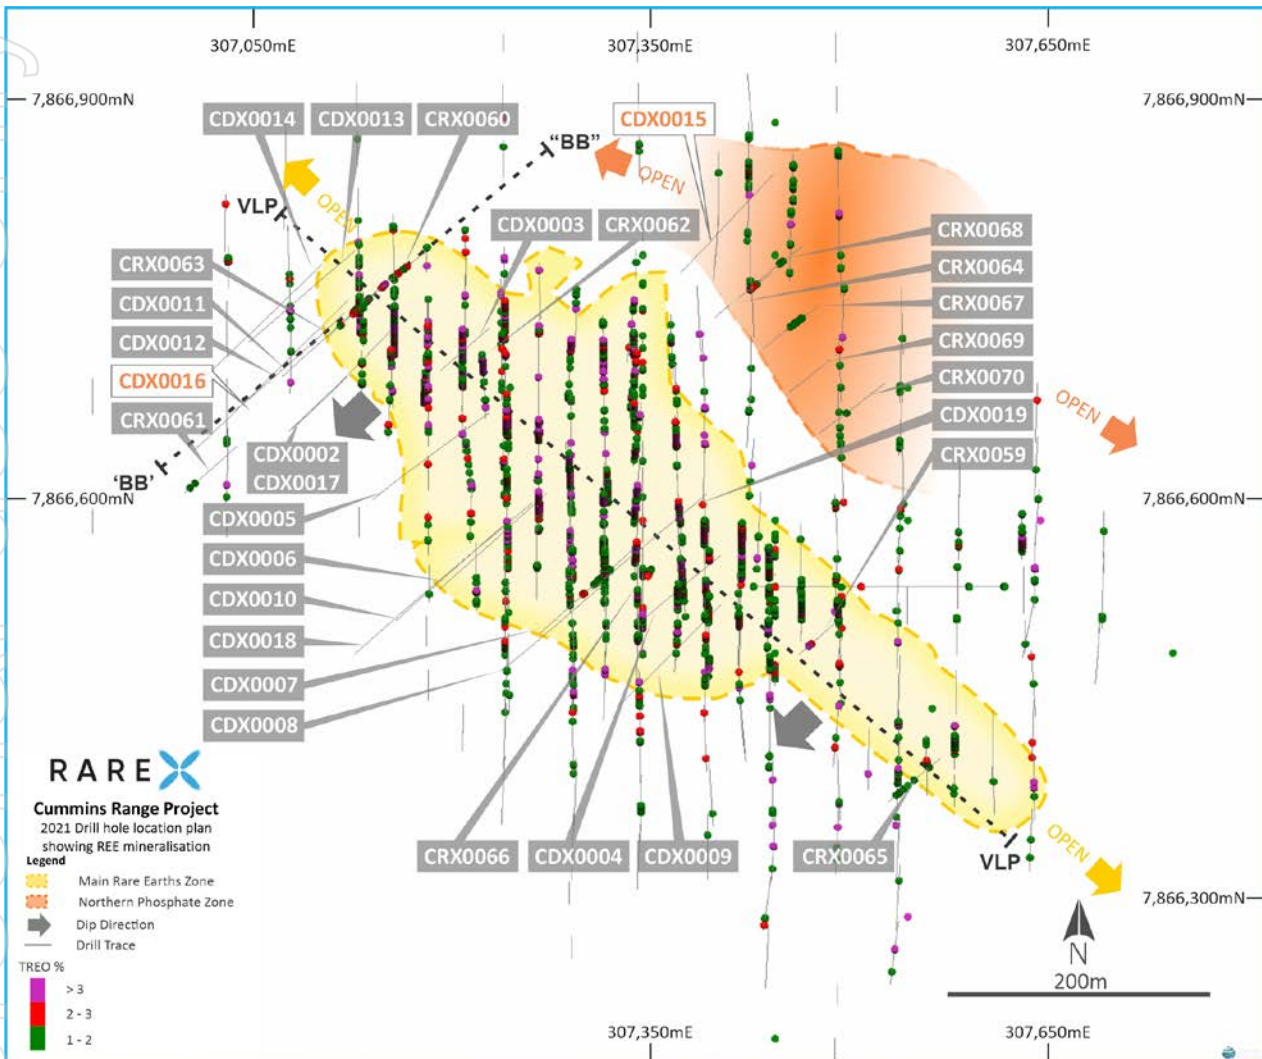 307,050mE
307,350mE
307,650mE
7,866,900mN
7,866,900mN
CDX0014
CDX0013
CRX0060
CDX0015
"BB"
OPEN
OPEN
VLP
CDX0003
CRX0062
CRX0068
CRX0063
CRX0064
CDX0011
CRX0067
CDX0012
CRX0069
CDX0016
CRX0070
OPEN
CRX0061
CDX0019
CDX0002
CDX0017
CRX0059
'BB'
7,866,600mN
7,866,600mN
CDX0005
CDX0006
CDX0010
CDX0018
CDX0007
CDX0008
RAREX
Cummins Range Project
2021 Drill hole location plan
showing REE mineralisation
Legend
Main Rare Earths Zone
Northern Phosphate Zone
Dip Direction
Drill Trace
TREO %
> 3
2 - 3
1 - 2
CRX0066
CDX0004
CDX0009
CRX0065
VLP
OPEN
7,866,300mN
N
200m
307,350mE
307,650mE